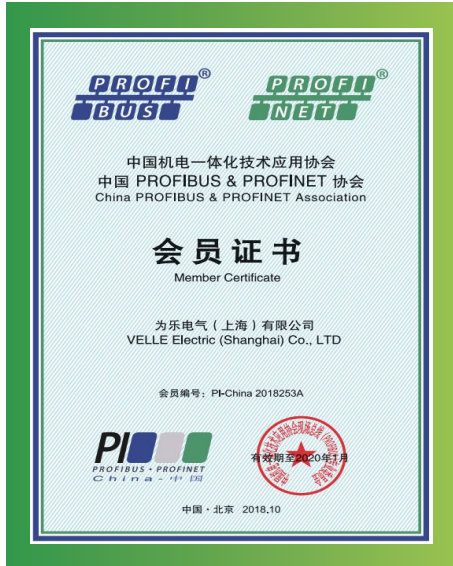 PROFI® PROFI®
BUS NET
中国机电一体化技术应用协会
中国 PROFIBUS & PROFINET 协会
China PROFIBUS & PROFINET Association
会员证书
Member Certificate
为乐电气（上海）有限公司
VELLE Electric (Shanghai) Co., LTD
会员编号：PI-China 2018253A
PI
PROFIBUS · PROFINET
China - 中国
有效期至2020年1月
中国 · 北京 2018.10